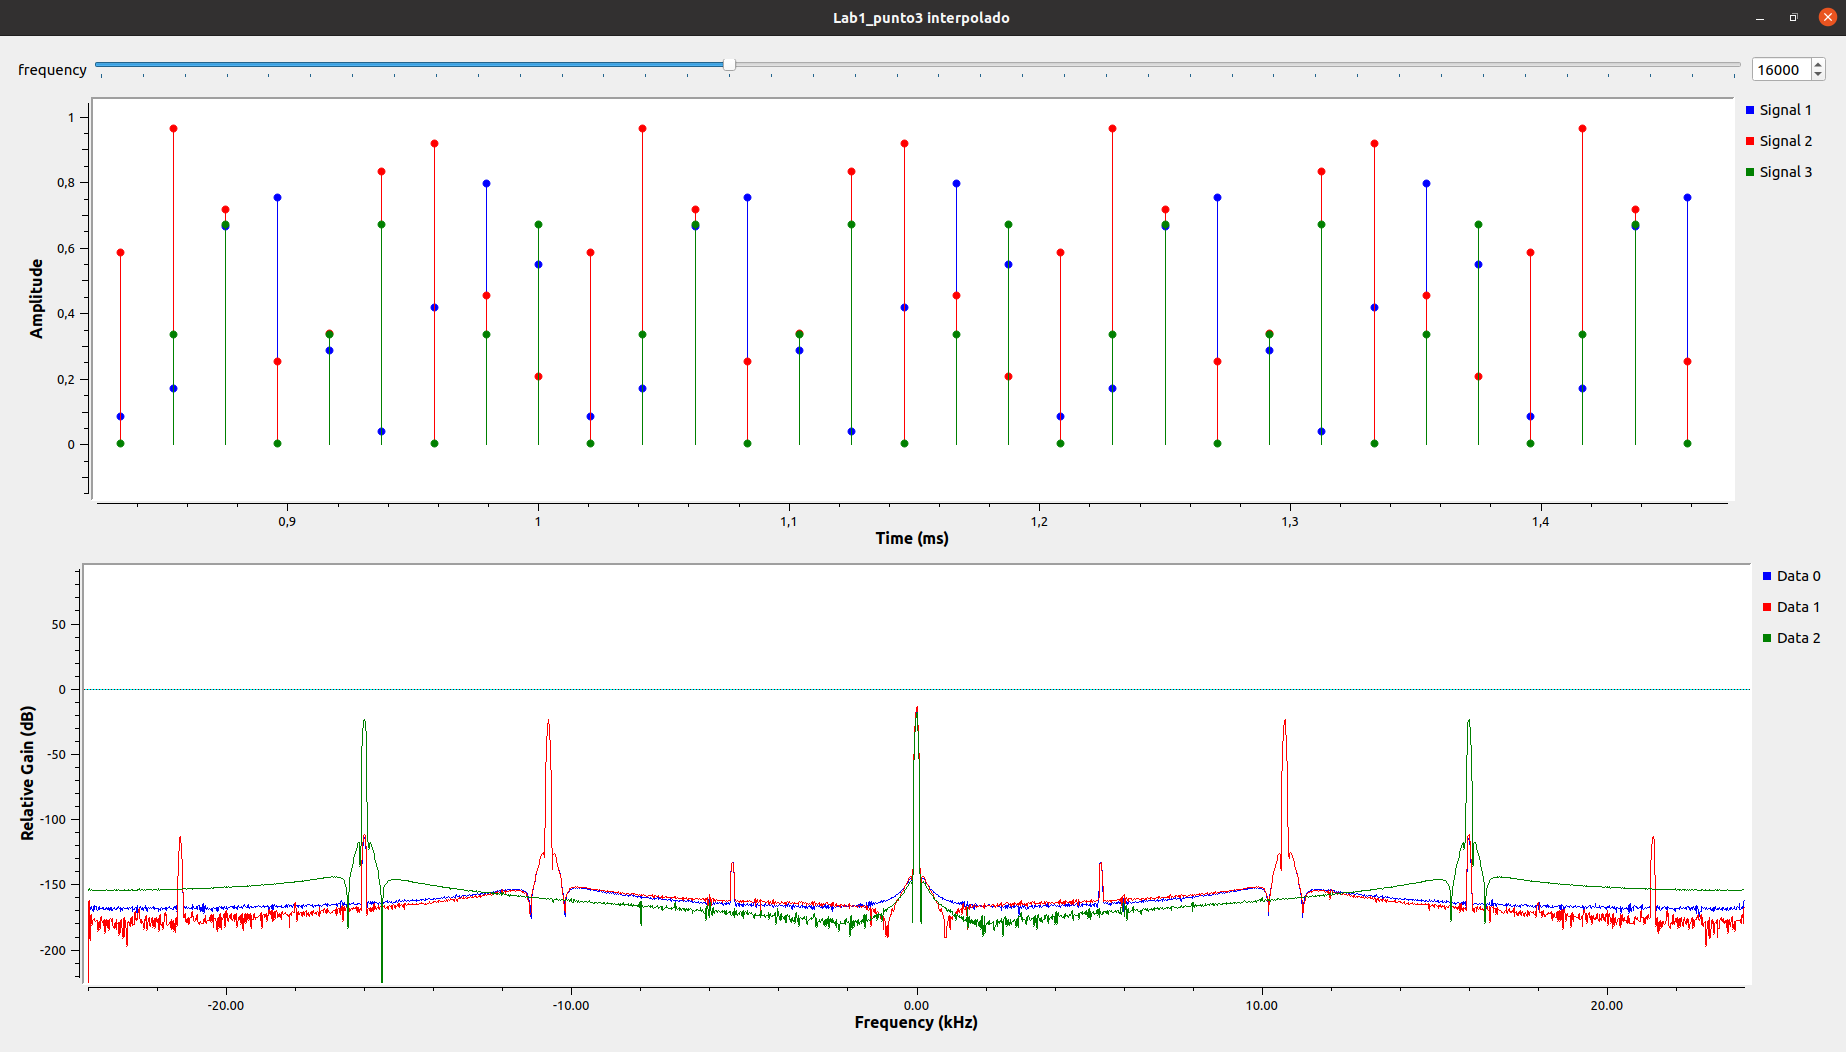 Lab1_punto3 interpolado
frequency
16000
Signal 1
Signal 2
Signal 3
Amplitude
1
0,8
0,6
0,4
0,2
0
0,9
1
1,1
1,2
1,3
1,4
Time (ms)
Data 0
Data 1
Data 2
Relative Gain (dB)
50
0
-50
-100
-150
-200
-20.00
-10.00
0.00
10.00
20.00
Frequency (kHz)